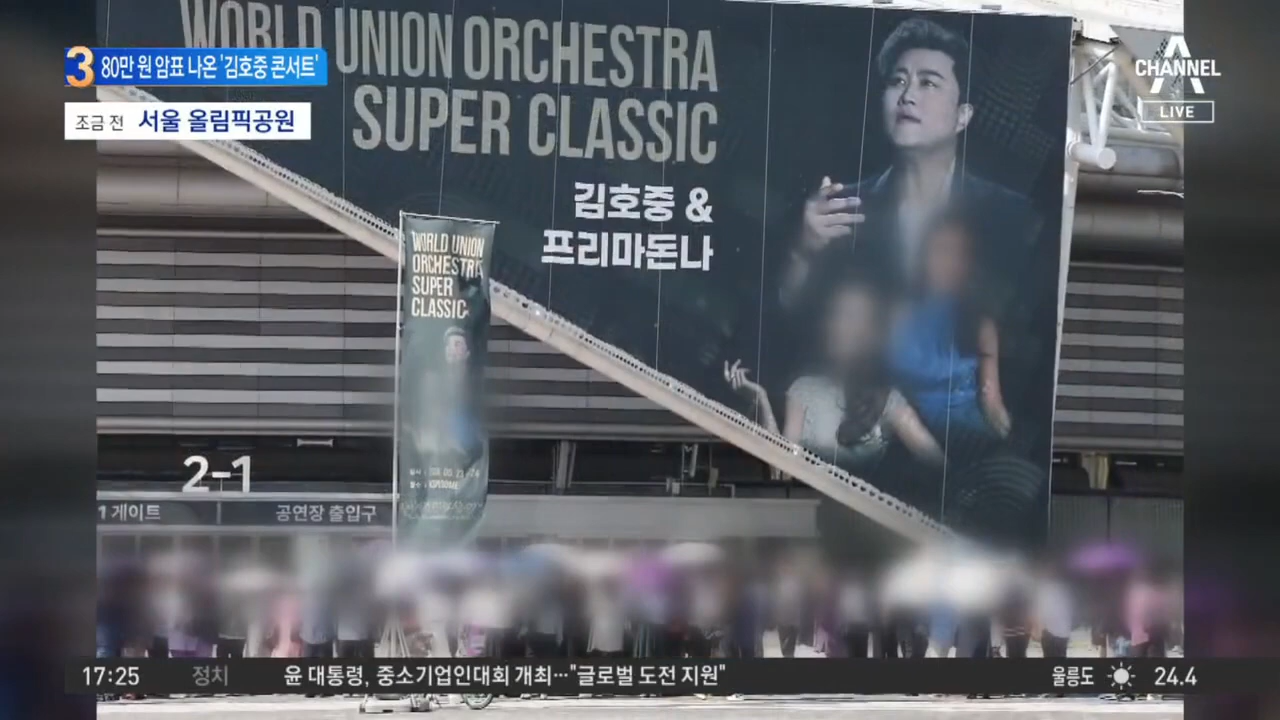 WORLD UNION ORCHESTRA
SUPER CLASSIC
김호중 &
프리마돈나
3 80만 원 암표 나온 '김호중 콘서트'
조금 전 서울 올림픽공원
CHANNEL A
LIVE
WORLD UNION
ORCHESTRA
SUPER
CLASSIC
2-1
1 게이트
공연장 출입구
17:25 정치 윤 대통령, 중소기업인대회 개최…"글로벌 도전 지원" 울릉도 24.4